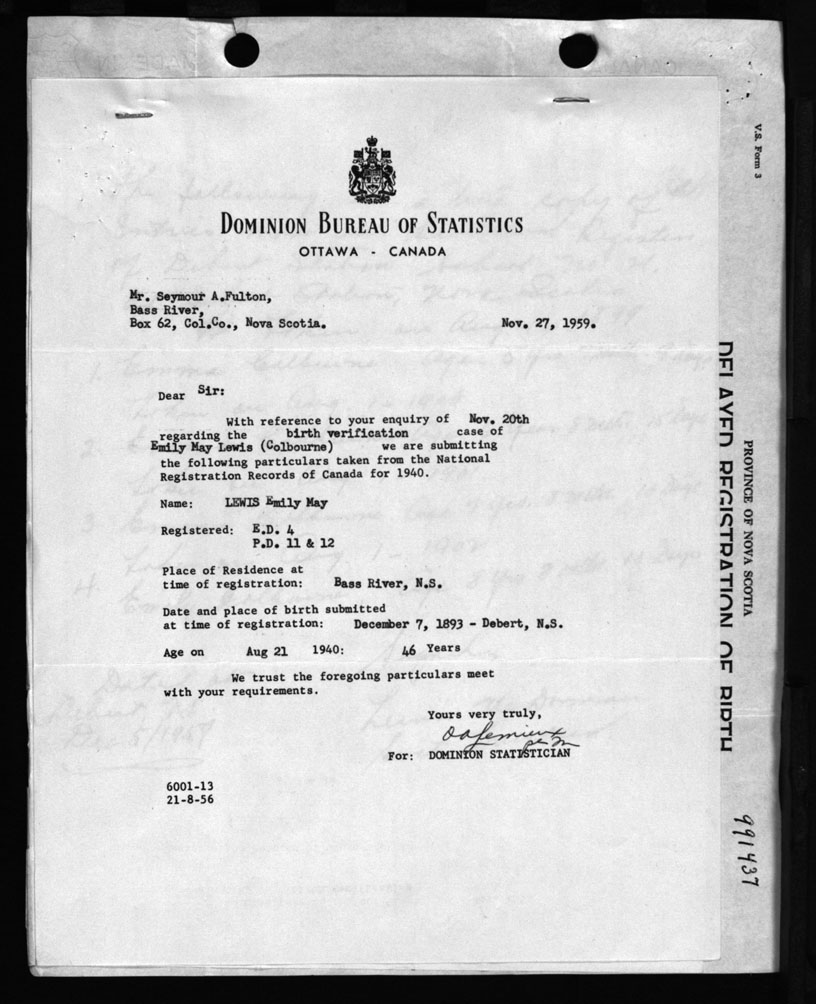 DOMINION BUREAU OF STATISTICS
OTTAWA - CANADA
Mr. Seymour A.Fulton,
Bass River,
Box 62, Col.Co., Nova Scotia.
Nov. 27, 1959.
Dear Sir:
With reference to your enquiry of Nov. 20th
regarding the birth verification case of
Emily May Lewis (Colbourne) we are submitting
the following particulars taken from the National
Registration Records of Canada for 1940.
Name: LEWIS Emily May
Registered: E.D. 4
P.D. 11 & 12
Place of Residence at
time of registration: Bass River, N.S.
Date and place of birth submitted
at time of registration: December 7, 1893 - Debert, N.S.
Age on Aug 21 1940: 46 Years
We trust the foregoing particulars meet
with your requirements.
Yours very truly,
For: DOMINION STATISTICIAN
6001-13
21-8-56
V.S. Form 3
PROVINCE OF NOVA SCOTIA
DELAYED REGISTRATION OF BIRTH
991437